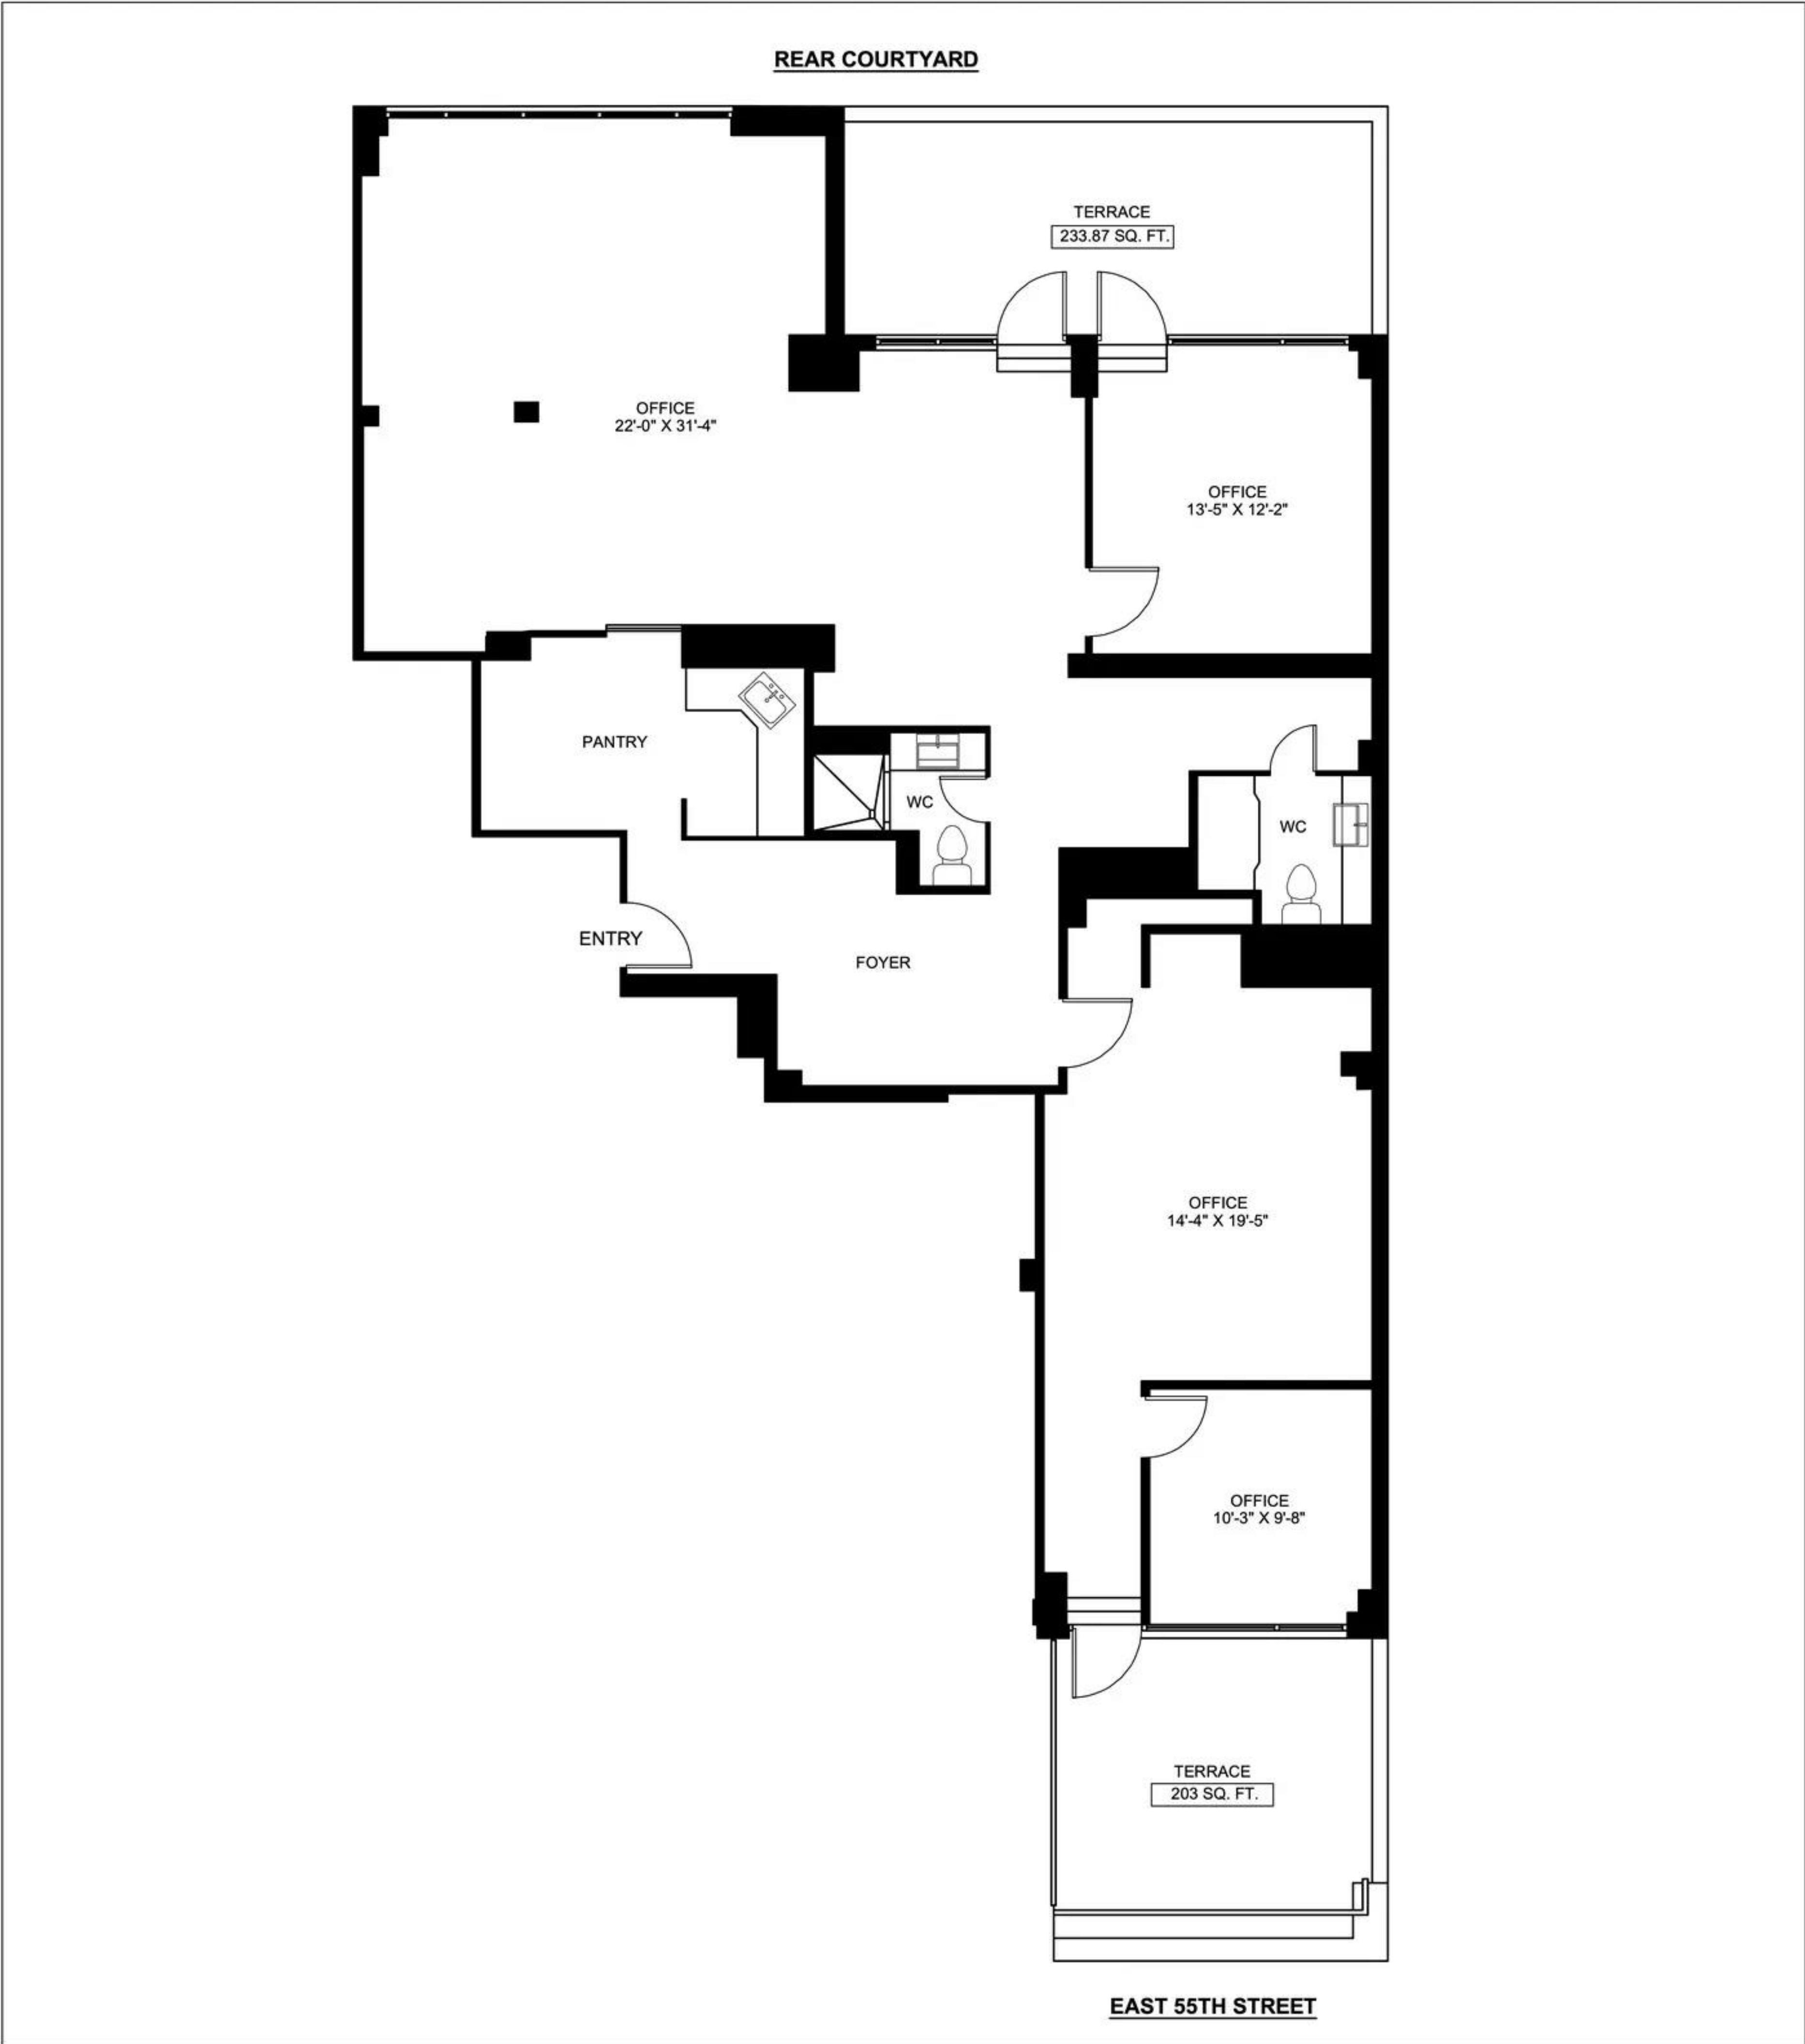 REAR COURTYARD
TERRACE
233.87 SQ. FT.
OFFICE
22'-0" X 31'-4"
OFFICE
13'-5" X 12'-2"
PANTRY
WC
WC
ENTRY
FOYER
OFFICE
14'-4" X 19'-5"
OFFICE
10'-3" X 9'-8"
TERRACE
203 SQ. FT.
EAST 55TH STREET